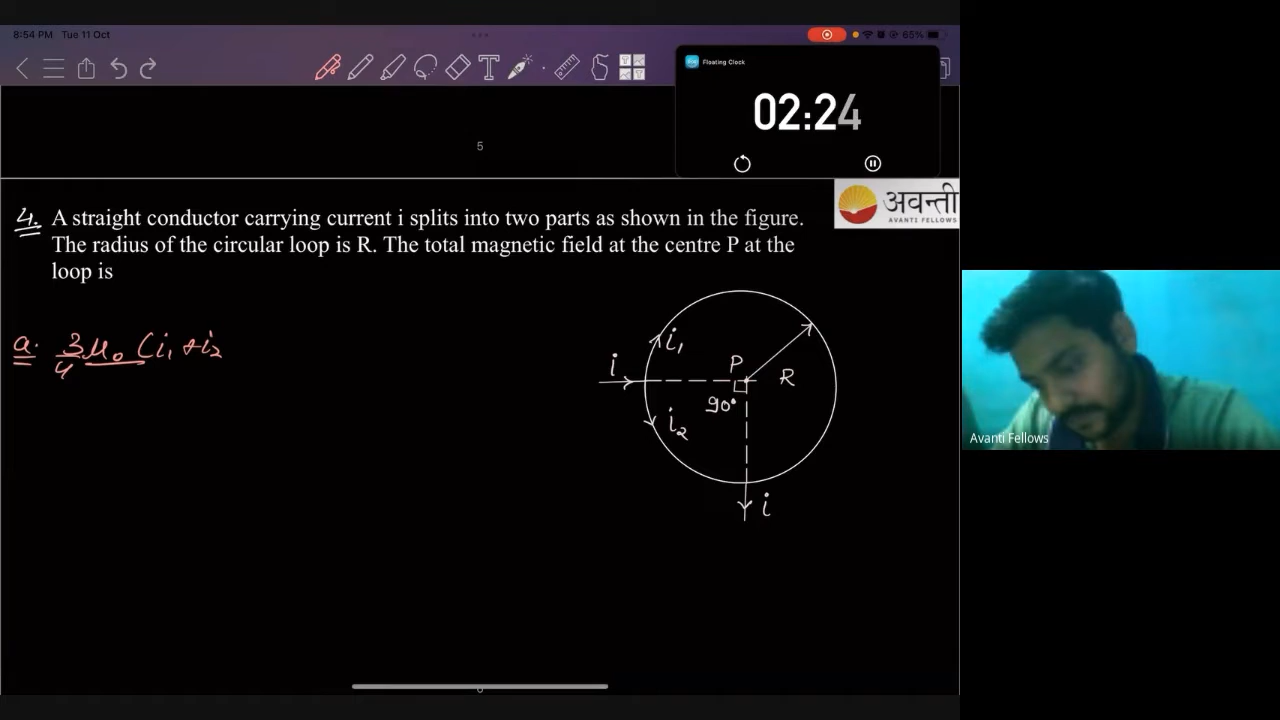 8:54 PM Tue 11 Oct
65%
Floating Clock
02:24
5
अवन्ती
AVANTI FELLOWS
4. A straight conductor carrying current i splits into two parts as shown in the figure.
The radius of the circular loop is R. The total magnetic field at the centre P at the
loop is
a. 3μ₀ (i₁ + i₂
4
i₁
i
P
R
90°
i₂
i
Avanti Fellows